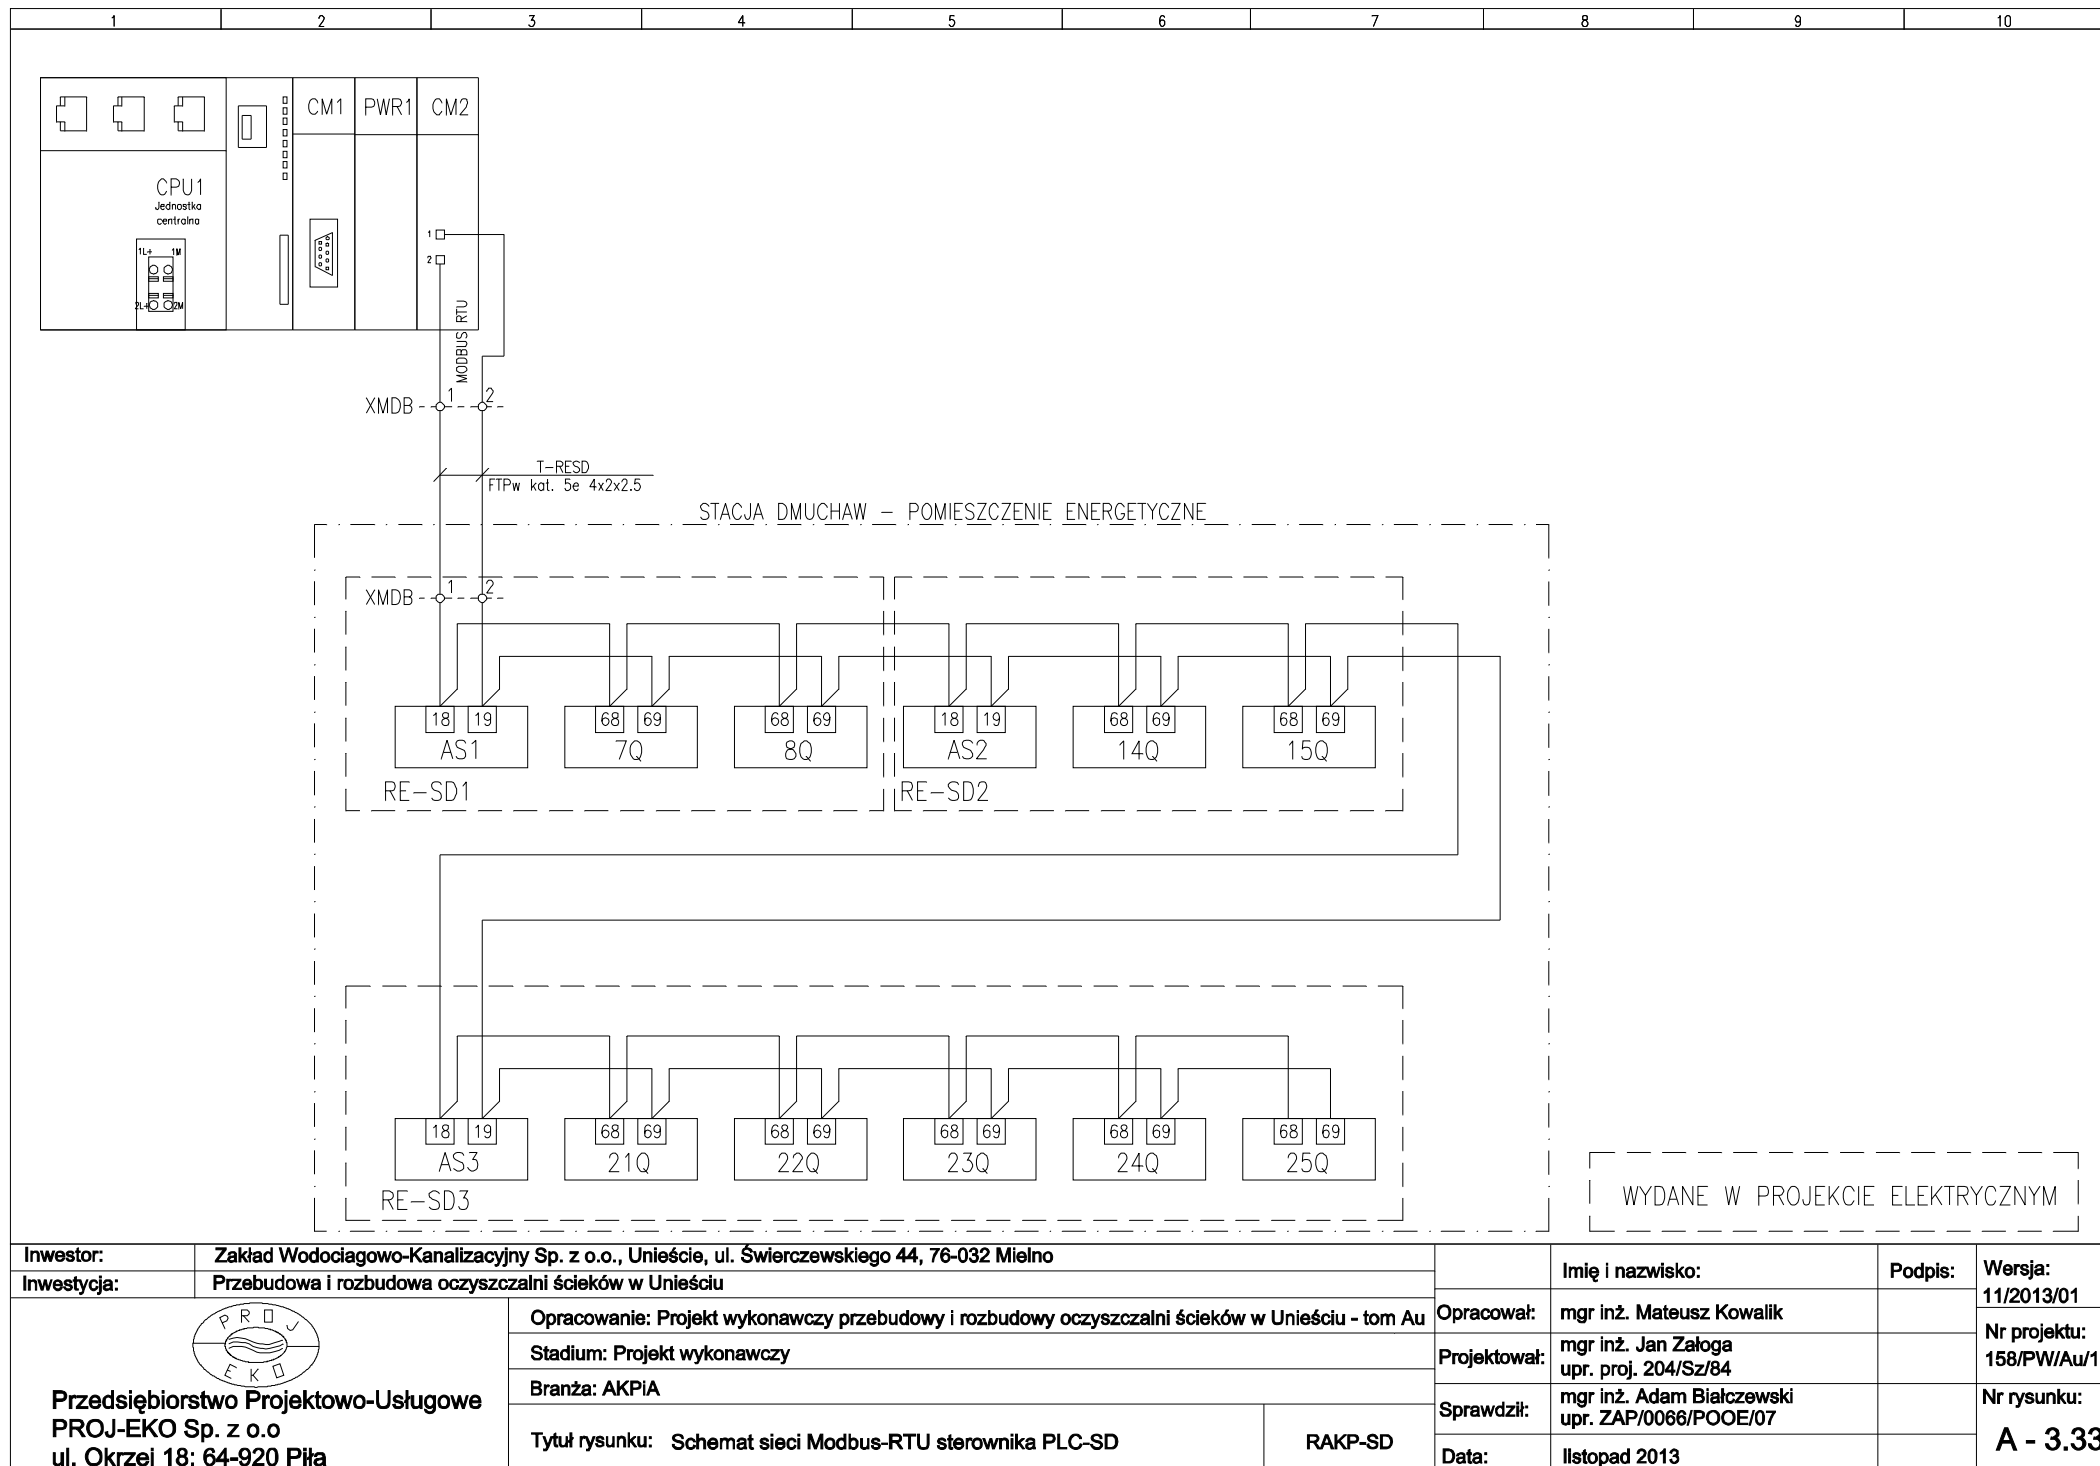 1 2 3 4 5 6 7 8 9 10
CM1 PWR1 CM2
CPU1
Jednostka
centralna
1L+ 1M
2L+ 2M
1
2
MODBUS RTU
XMDB 1 2
T-RESD
FTPw kat. 5e 4x2x2.5
STACJA DMUCHAW - POMIESZCZENIE ENERGETYCZNE
XMDB 1 2
18 19 68 69 68 69 18 19 68 69 68 69
AS1 7Q 8Q AS2 14Q 15Q
RE-SD1 RE-SD2
18 19 68 69 68 69 68 69 68 69 68 69
AS3 21Q 22Q 23Q 24Q 25Q
RE-SD3
WYDANE W PROJEKCIE ELEKTRYCZNYM
Inwestor: Zakład Wodociagowo-Kanalizacyjny Sp. z o.o., Unieście, ul. Świerczewskiego 44, 76-032 Mielno
Inwestycja: Przebudowa i rozbudowa oczyszczalni ścieków w Unieściu
PROJ
EKO
Przedsiębiorstwo Projektowo-Usługowe
PROJ-EKO Sp. z o.o
ul. Okrzei 18; 64-920 Piła
Opracowanie: Projekt wykonawczy przebudowy i rozbudowy oczyszczalni ścieków w Unieściu - tom Au
Stadium: Projekt wykonawczy
Branża: AKPiA
Tytuł rysunku: Schemat sieci Modbus-RTU sterownika PLC-SD RAKP-SD
Imię i nazwisko: Podpis:
Opracował: mgr inż. Mateusz Kowalik
Projektował: mgr inż. Jan Załoga
upr. proj. 204/Sz/84
Sprawdził: mgr inż. Adam Białczewski
upr. ZAP/0066/POOE/07
Data: listopad 2013
Wersja:
11/2013/01
Nr projektu:
158/PW/Au/1
Nr rysunku:
A - 3.33